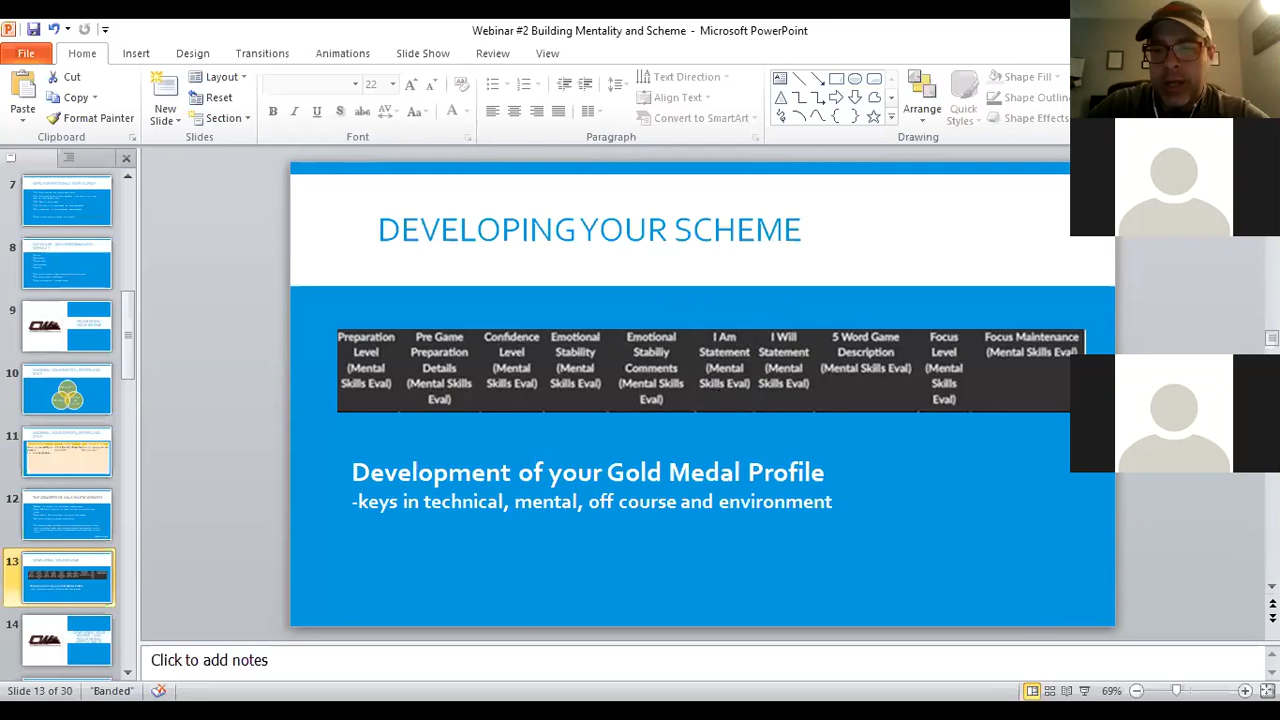 Webinar #2 Building Mentality and Scheme - Microsoft PowerPoint
File Home Insert Design Transitions Animations Slide Show Review View
Paste
Cut
Copy
Format Painter
Clipboard
New
Slide
Layout
Reset
Section
Slides
22
B I U S abc AV Aa A
Font
Text Direction
Align Text
Convert to SmartArt
Paragraph
Arrange
Quick
Styles
Shape Fill
Shape Outlin
Shape Effects
Drawing
7
8
9
10
11
12
13
14
DEVELOPING YOUR SCHEME
Preparation
Level
(Mental
Skills Eval)
Pre Game
Preparation
Details
(Mental Skills
Eval)
Confidence
Level
(Mental
Skills Eval)
Emotional
Stability
(Mental
Skills Eval)
Emotional
Stabiliy
Comments
(Mental Skills
Eval)
I Am
Statement
(Mental
Skills Eval)
I Will
Statement
(Mental
Skills Eval)
5 Word Game
Description
(Mental Skills Eval)
Focus
Level
(Mental
Skills
Eval)
Focus Maintenance
(Mental Skills Eval)
Development of your Gold Medal Profile
-keys in technical, mental, off course and environment
Click to add notes
Slide 13 of 30 "Banded" 69%